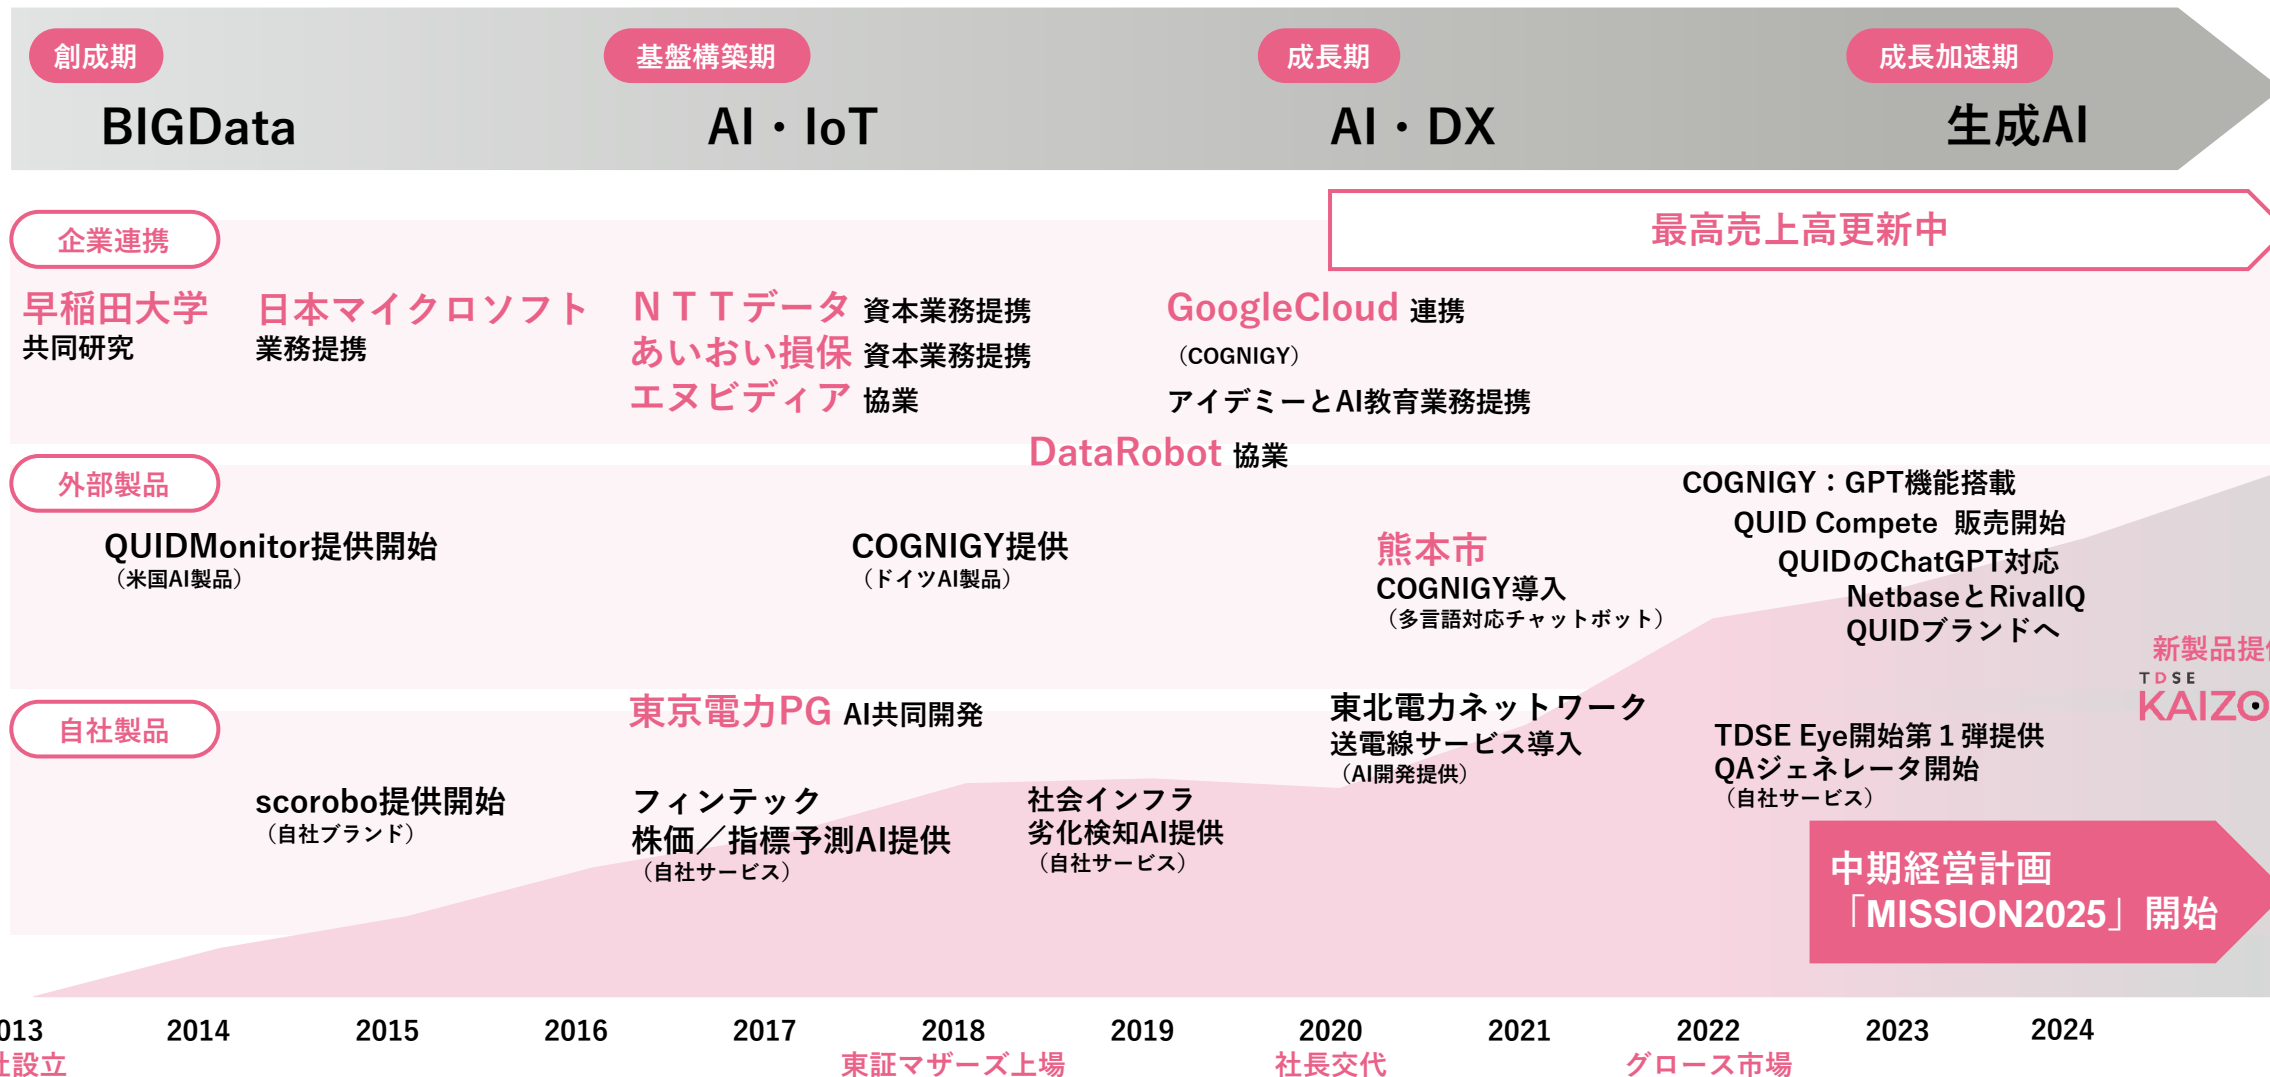 創成期
基盤構築期
成長期
成長加速期
BIGData
AI・IoT
AI・DX
生成AI
最高売上高更新中
企業連携
早稲田大学
共同研究
日本マイクロソフト
業務提携
ＮＴＴデータ 資本業務提携
あいおい損保 資本業務提携
エヌビディア 協業
GoogleCloud 連携
（COGNIGY）
アイデミーとAI教育業務提携
DataRobot 協業
外部製品
QUIDMonitor提供開始
（米国AI製品）
COGNIGY提供
（ドイツAI製品）
熊本市
COGNIGY導入
（多言語対応チャットボット）
COGNIGY：GPT機能搭載
QUID Compete 販売開始
QUIDのChatGPT対応
NetbaseとRivalIQ
QUIDブランドへ
新製品提
TDSE
KAIZO
自社製品
東京電力PG AI共同開発
scorobo提供開始
（自社ブランド）
フィンテック
株価／指標予測AI提供
（自社サービス）
社会インフラ
劣化検知AI提供
（自社サービス）
東北電力ネットワーク
送電線サービス導入
（AI開発提供）
TDSE Eye開始第１弾提供
QAジェネレータ開始
（自社サービス）
中期経営計画
「MISSION2025」開始
013
2014
2015
2016
2017
2018
2019
2020
2021
2022
2023
2024
社設立
東証マザーズ上場
社長交代
グロース市場